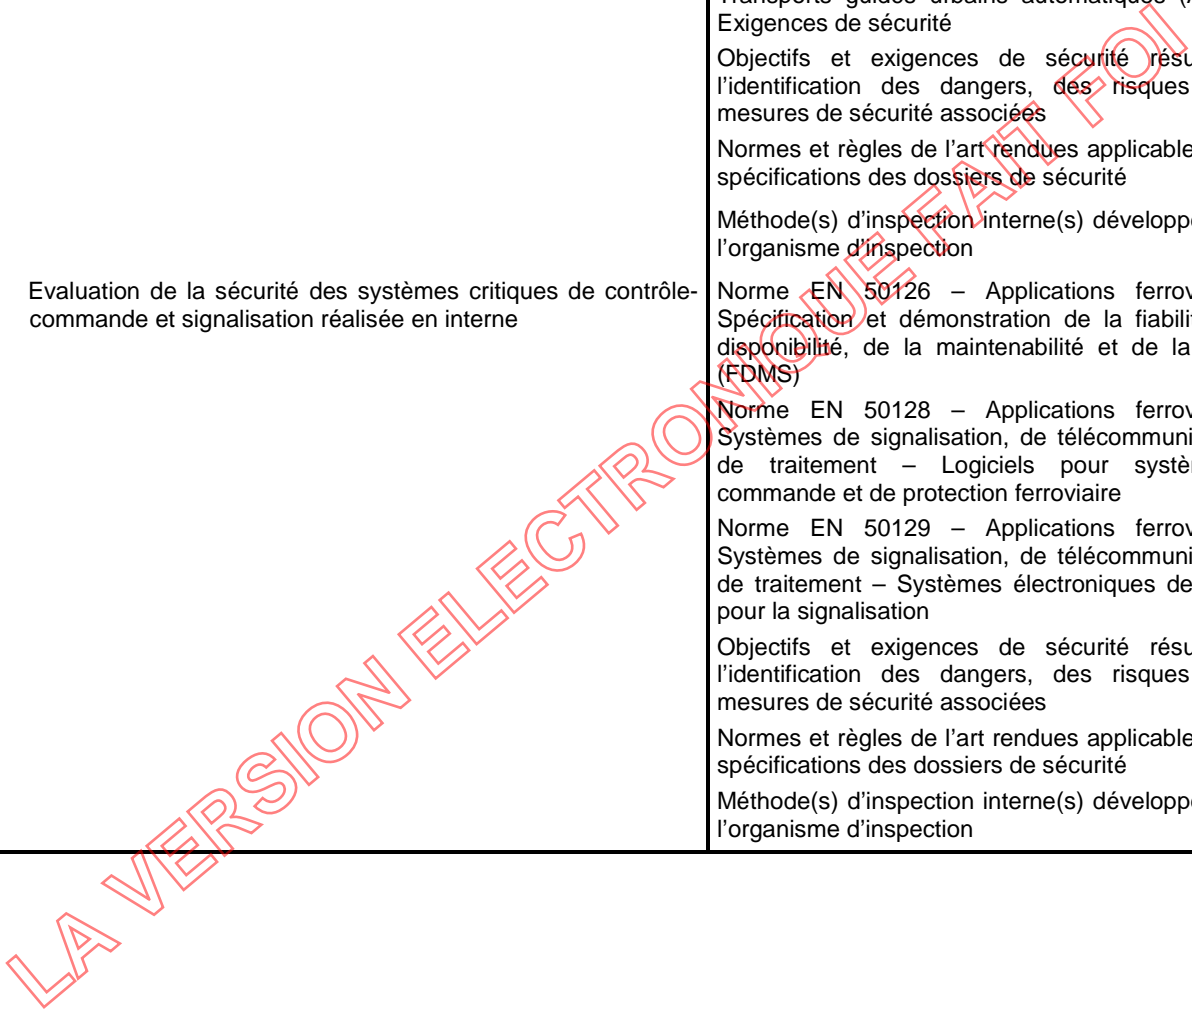 Transports guidés urbains automatiques (
Exigences de sécurité
Objectifs et exigences de sécurité résu
l’identification des dangers, des risques
mesures de sécurité associées
Normes et règles de l’art rendues applicable
spécifications des dossiers de sécurité
Méthode(s) d’inspection interne(s) développ
l’organisme d’inspection
Evaluation de la sécurité des systèmes critiques de contrôle-
commande et signalisation réalisée en interne
Norme EN 50126 – Applications ferrov
Spécification et démonstration de la fiabili
disponibilité, de la maintenabilité et de la
(FDMS)
Norme EN 50128 – Applications ferrov
Systèmes de signalisation, de télécommuni
de traitement – Logiciels pour systè
commande et de protection ferroviaire
Norme EN 50129 – Applications ferrov
Systèmes de signalisation, de télécommuni
de traitement – Systèmes électroniques de
pour la signalisation
Objectifs et exigences de sécurité résu
l’identification des dangers, des risques
mesures de sécurité associées
Normes et règles de l’art rendues applicable
spécifications des dossiers de sécurité
Méthode(s) d’inspection interne(s) développ
l’organisme d’inspection
LA VERSION ELECTRONIQUE FAIT FOI